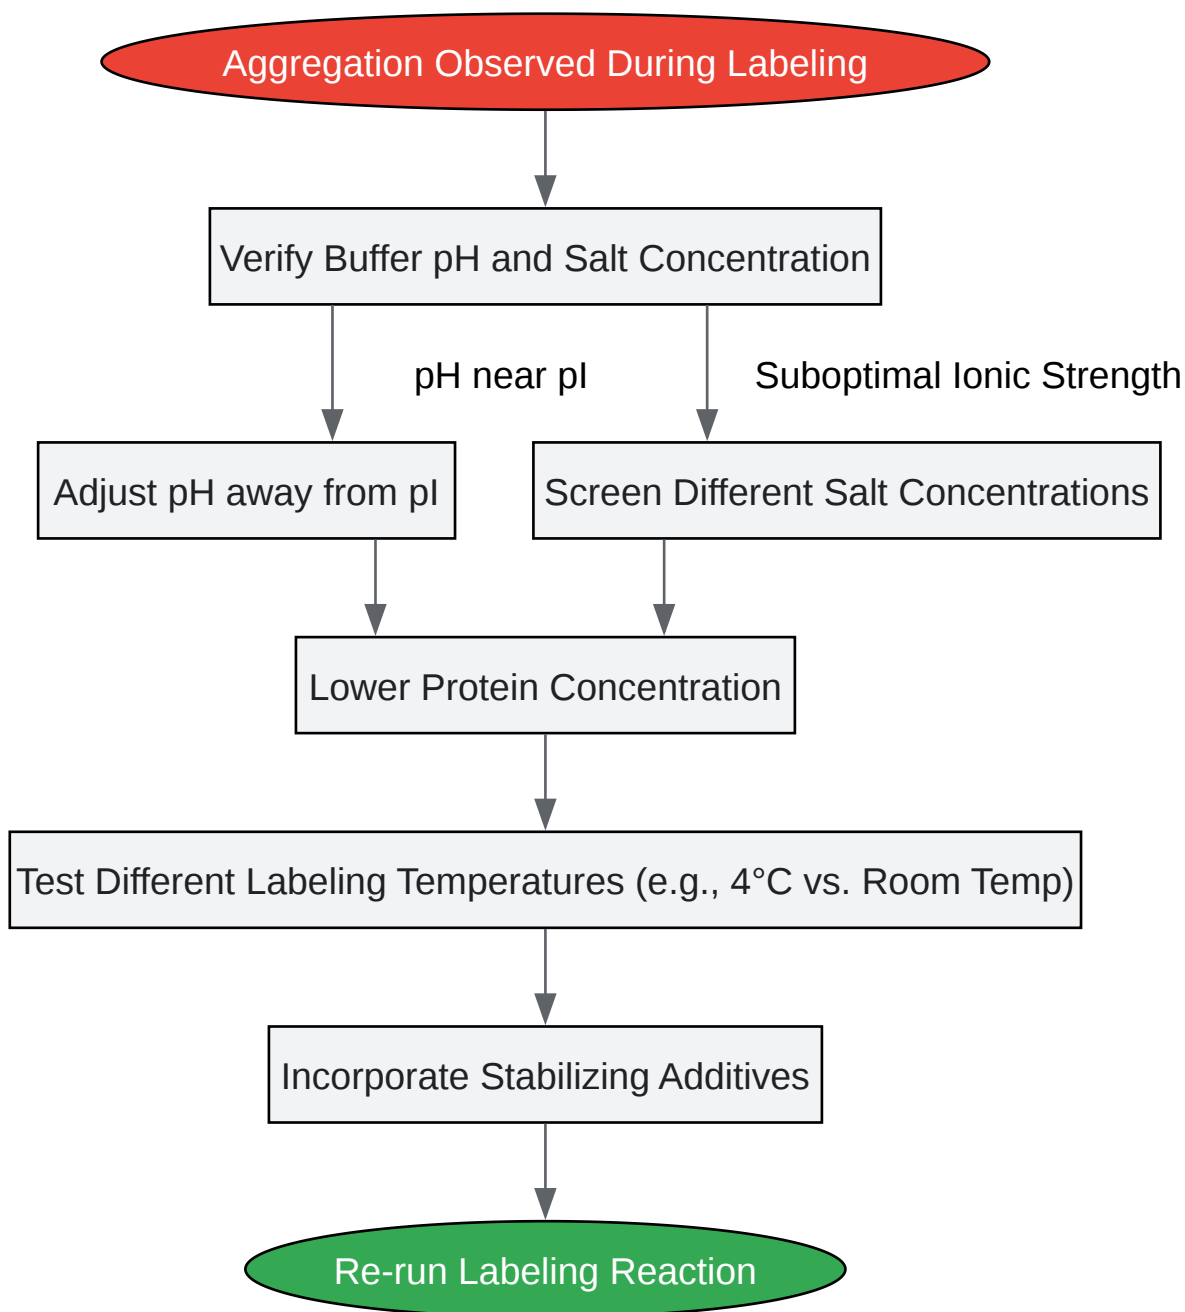 Aggregation Observed During Labeling
Verify Buffer pH and Salt Concentration
pH near pI
Suboptimal Ionic Strength
Adjust pH away from pI
Screen Different Salt Concentrations
Lower Protein Concentration
Test Different Labeling Temperatures (e.g., 4°C vs. Room Temp)
Incorporate Stabilizing Additives
Re-run Labeling Reaction